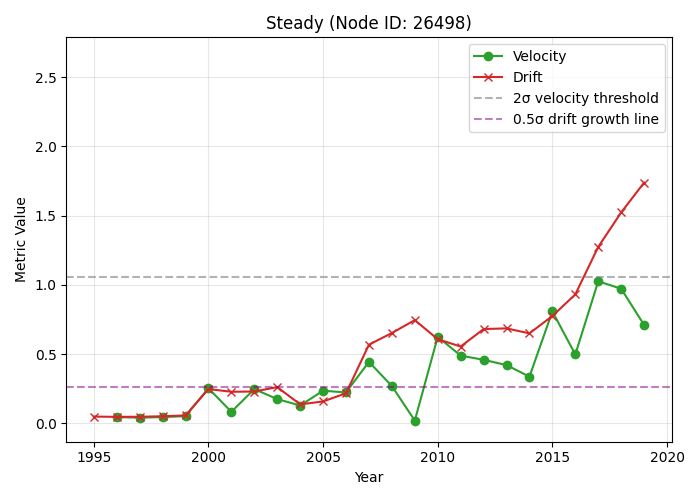 Steady (Node ID: 26498)
Velocity
Drift
2σ velocity threshold
0.5σ drift growth line
Metric Value
2.5
2.0
1.5
1.0
0.5
0.0
1995
2000
2005
2010
2015
2020
Year